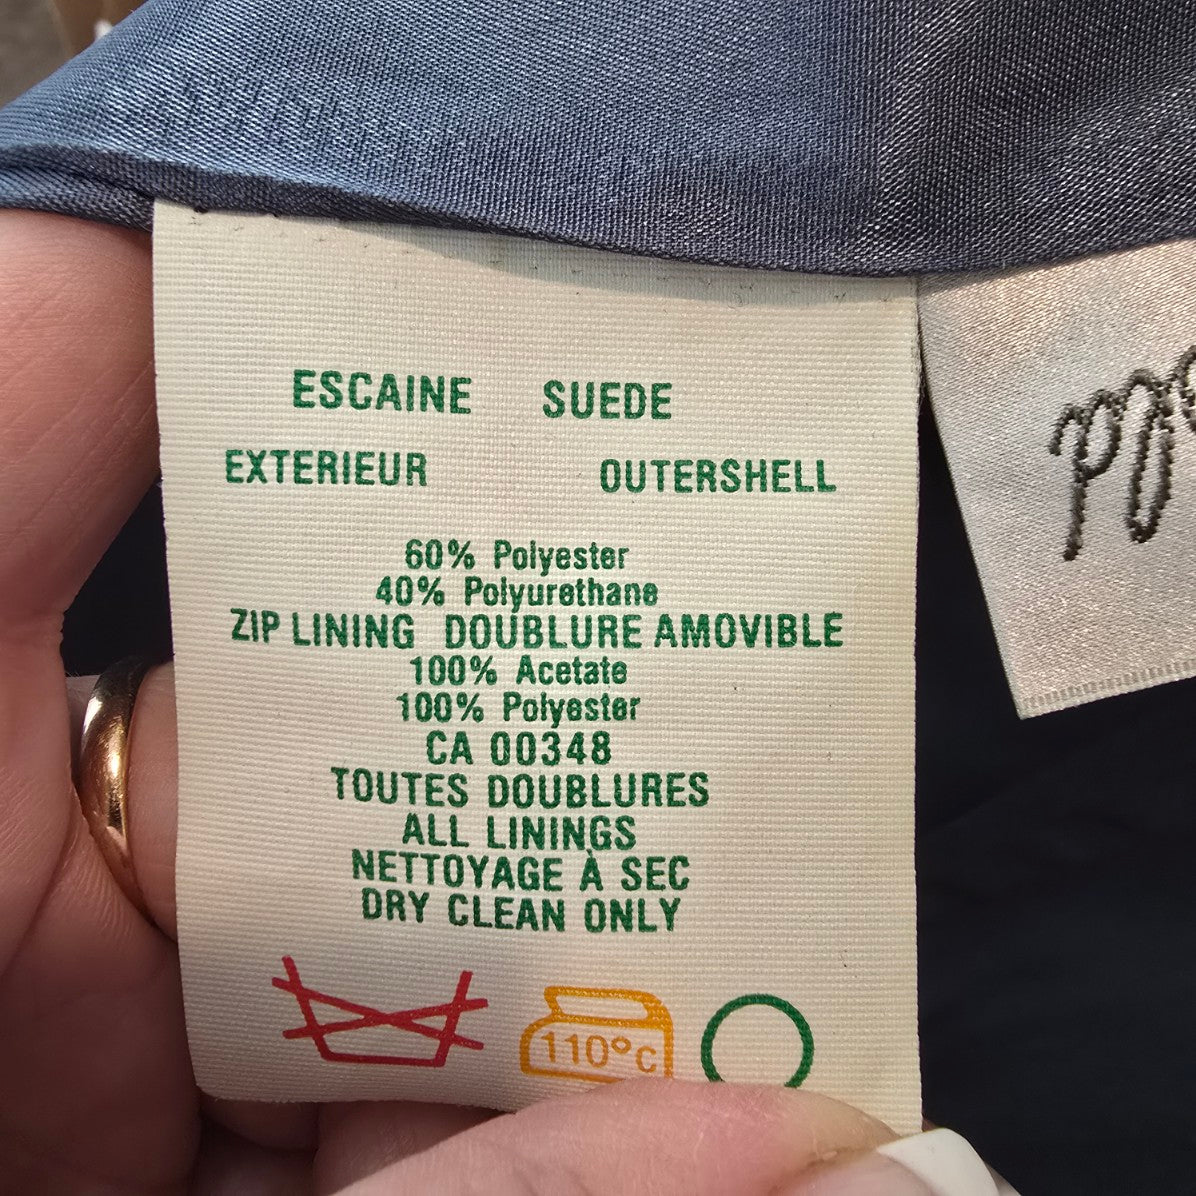 ESCAINE SUEDE
EXTERIEUR OUTERSHELL
60% Polyester
40% Polyurethane
ZIP LINING DOUBLURE AMOVIBLE
100% Acetate
100% Polyester
CA 00348
TOUTES DOUBLURES
ALL LININGS
NETTOYAGE À SEC
DRY CLEAN ONLY
110°C